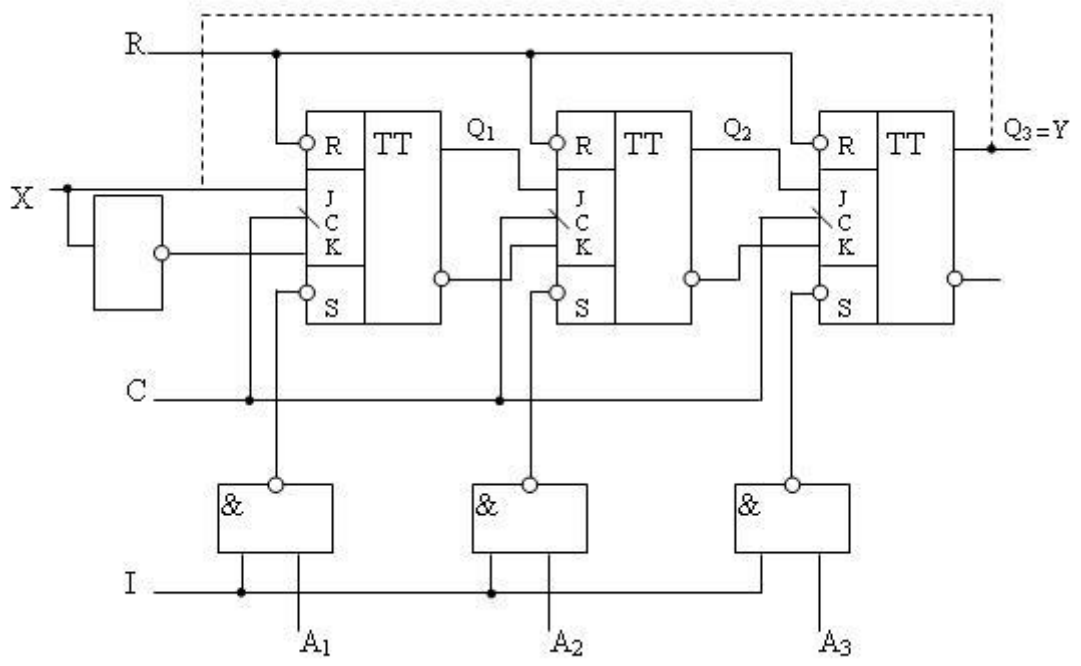 R
R TT Q₁ R TT Q₂ R TT Q₃ = Y
X J J J
C C C
K K K
S S S
C
& & &
I
A₁ A₂ A₃